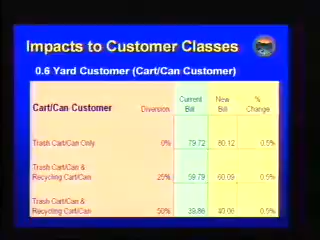 Impacts to Customer Classes
0.6 Yard Customer (Cart/Can Customer)
Cart/Can Customer Diversion Current Bill New Bill % Change
Trash Cart/Can Only 0% 79.72 80.12 0.5%
Trash Cart/Can &
Recycling Cart/Can 25% 59.79 60.09 0.5%
Trash Cart/Can &
Recycling Cart/Can 50% 39.86 40.06 0.5%